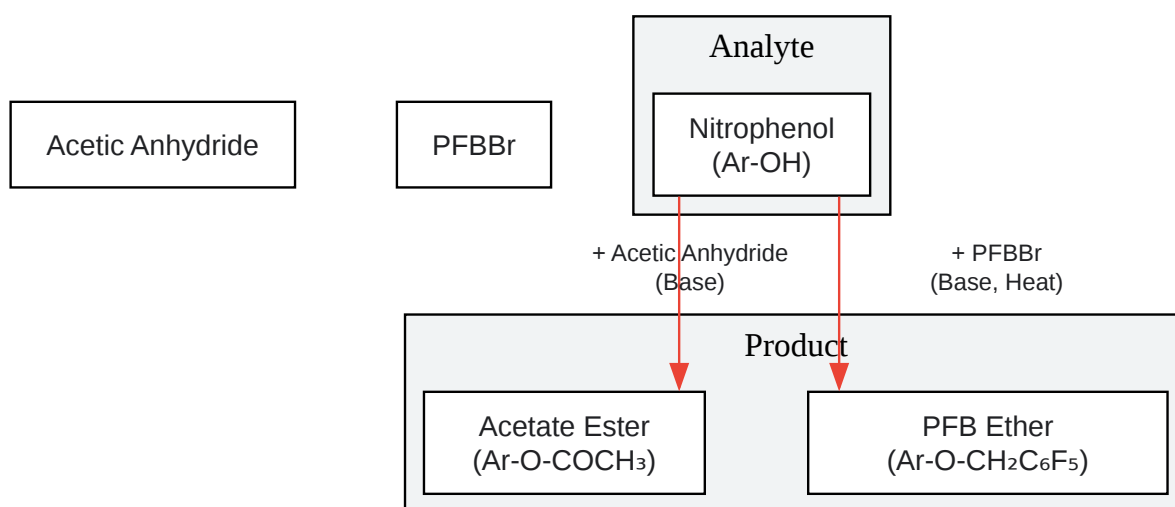 Analyte
Acetic Anhydride
PFBBr
Nitrophenol
(Ar-OH)
+ Acetic Anhydride
(Base)
+ PFBBr
(Base, Heat)
Product
Acetate Ester
(Ar-O-COCH₃)
PFB Ether
(Ar-O-CH₂C₆F₅)